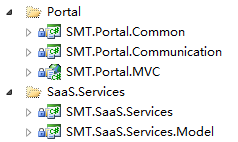 Portal
SMT.Portal.Common
SMT.Portal.Communication
SMT.Portal.MVC
SaaS.Services
SMT.SaaS.Services
SMT.SaaS.Services.Model